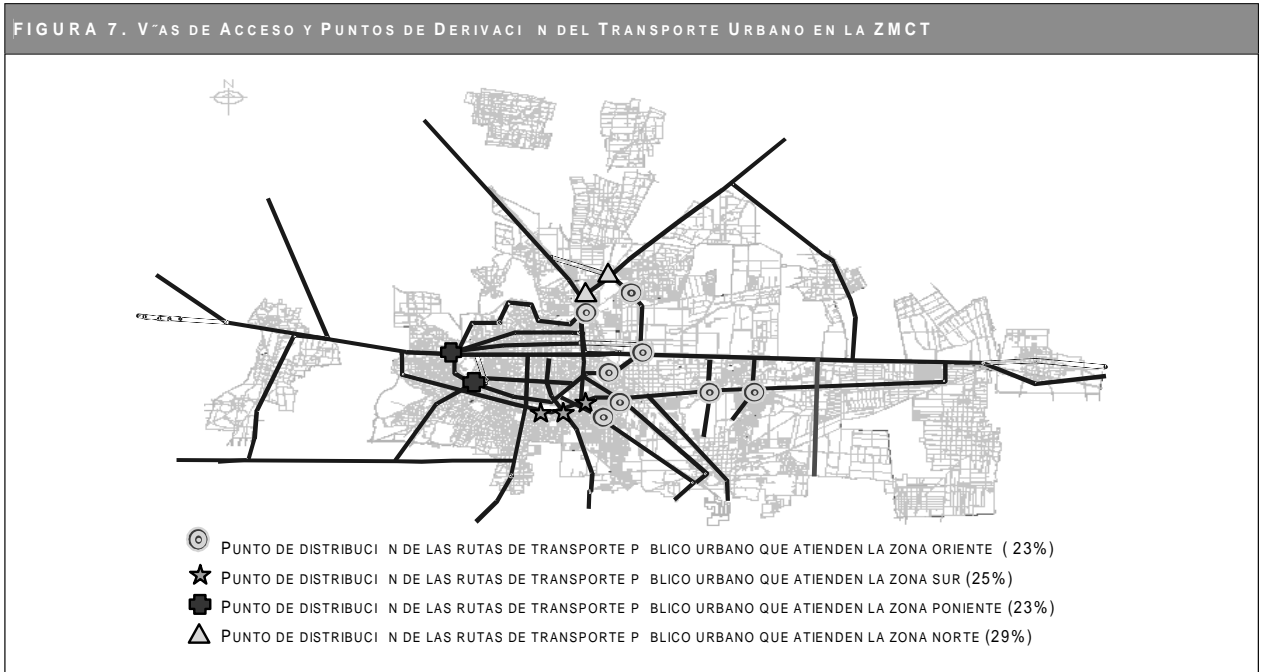 FIGURA 7. V˝AS DE ACCESO Y PUNTOS DE DERIVACI N DEL TRANSPORTE URBANO EN LA ZMCT
N
PUNTO DE DISTRIBUCI N DE LAS RUTAS DE TRANSPORTE P BLICO URBANO QUE ATIENDEN LA ZONA ORIENTE ( 23%)
PUNTO DE DISTRIBUCI N DE LAS RUTAS DE TRANSPORTE P BLICO URBANO QUE ATIENDEN LA ZONA SUR (25%)
PUNTO DE DISTRIBUCI N DE LAS RUTAS DE TRANSPORTE P BLICO URBANO QUE ATIENDEN LA ZONA PONIENTE (23%)
PUNTO DE DISTRIBUCI N DE LAS RUTAS DE TRANSPORTE P BLICO URBANO QUE ATIENDEN LA ZONA NORTE (29%)